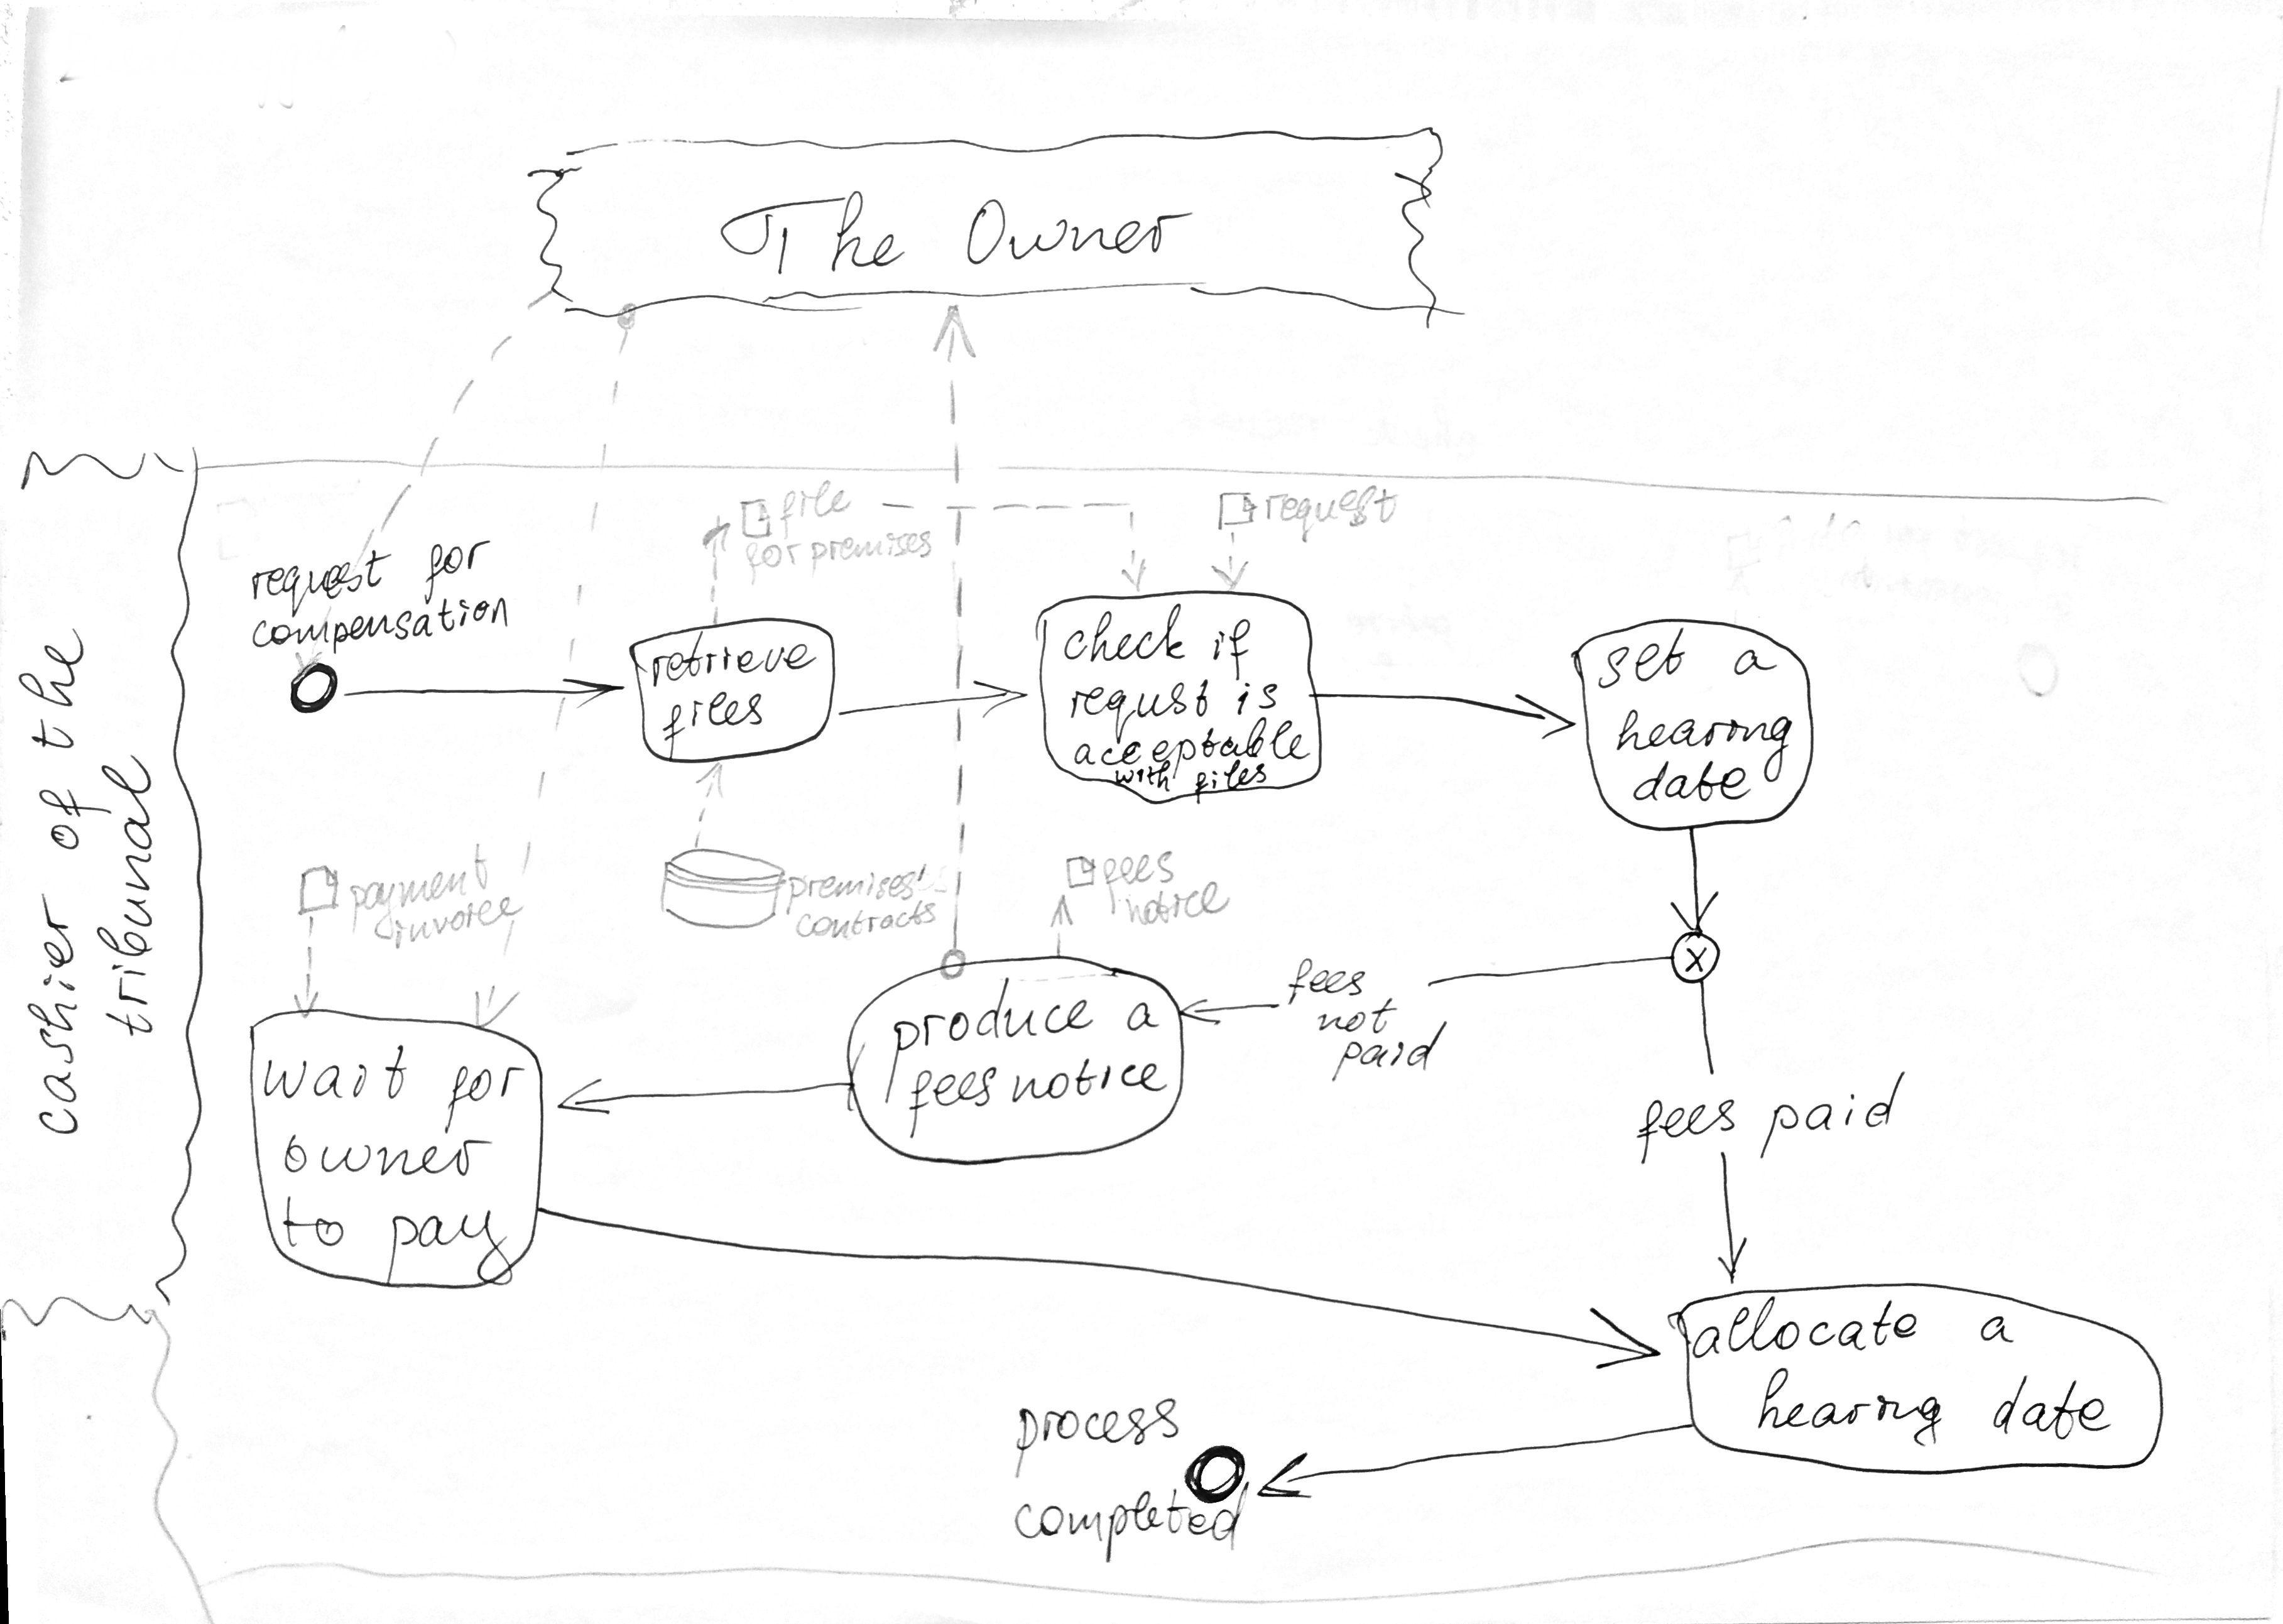 The Owner
cashier of the
tribunal
request for
compensation
file
for premises
request
retrieve
files
check if
requst is
acceptable
with files
set a
hearing
date
payment
invoice
premises'
contracts
fees
notice
X
fees
not
paid
produce a
fees notice
wait for
owner
to pay
fees paid
allocate a
hearing date
process
completed